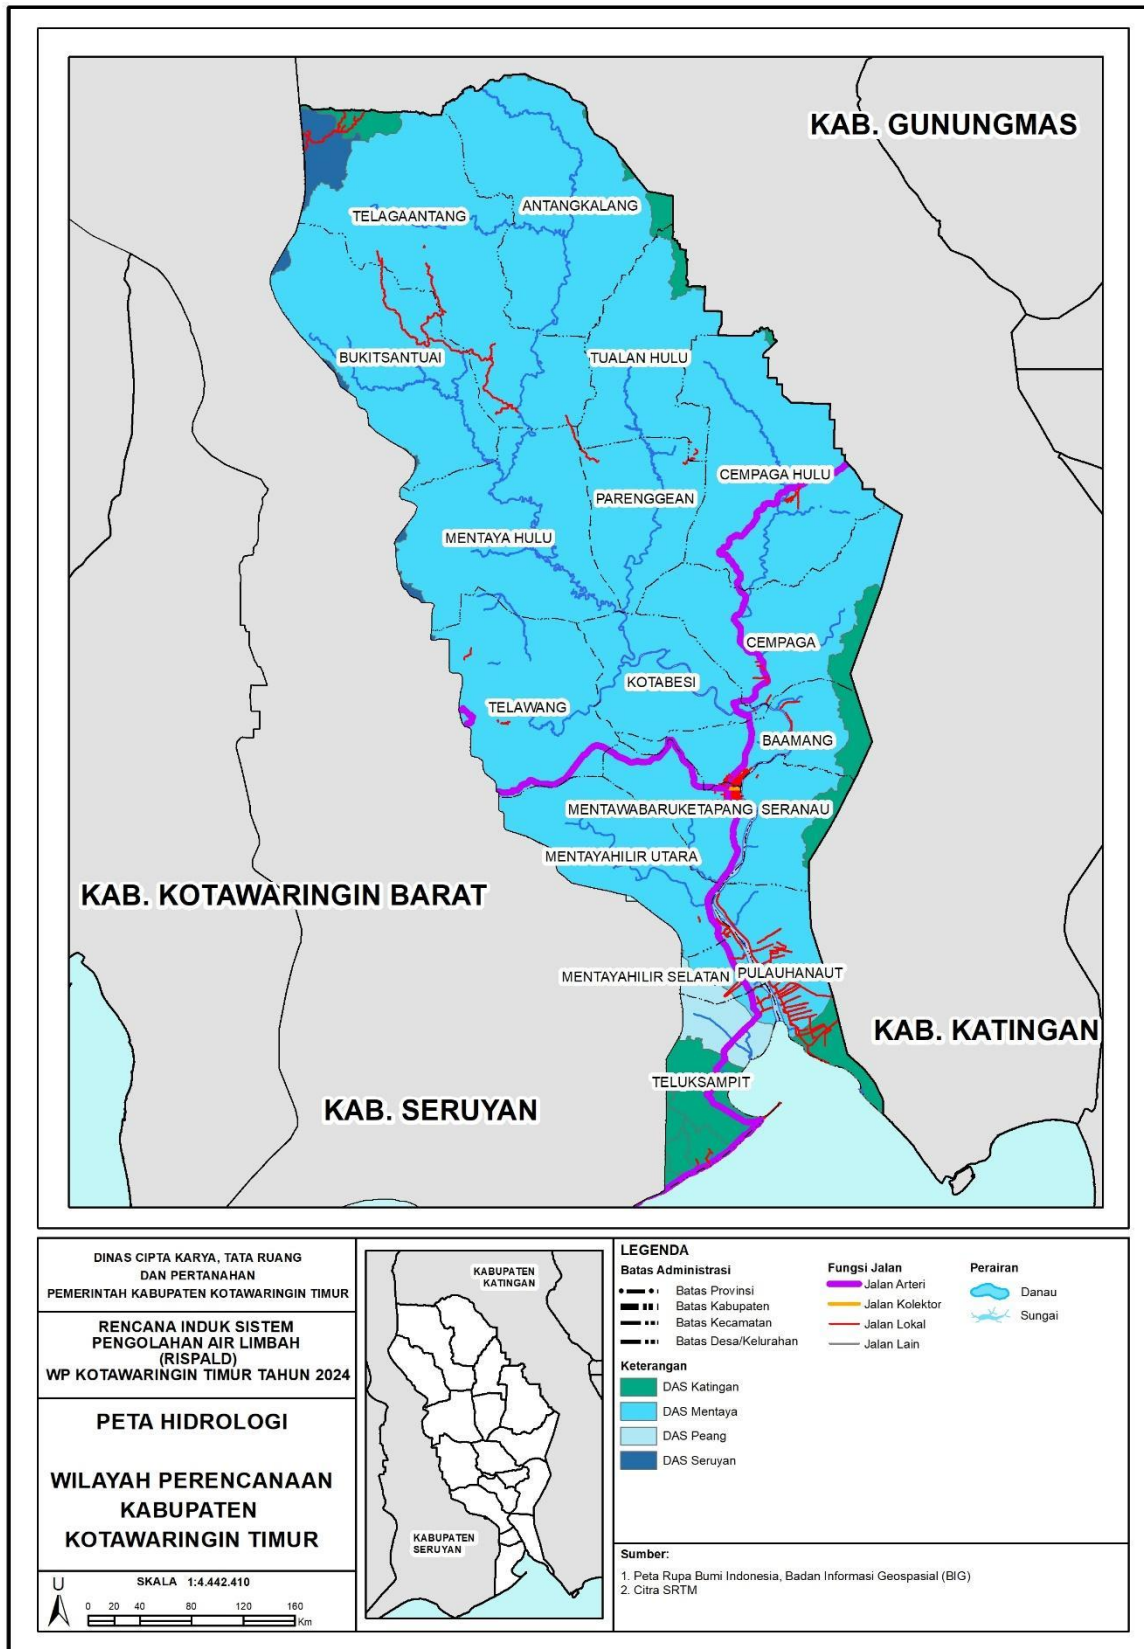 KAB. GUNUNGMAS
TELAGAANTANG
ANTANGKALANG
BUKITSANTUAI
TUALAN HULU
CEMPAGA HULU
PARENGGEAN
MENTAYA HULU
CEMPAGA
KOTABESI
TELAWANG
BAAMANG
MENTAWABARUKETAPANG
SERANAU
MENTAYAHILIR UTARA
KAB. KOTAWARINGIN BARAT
MENTAYAHILIR SELATAN
PULAUHANAUT
KAB. KATINGAN
TELUKSAMPIT
KAB. SERUYAN
DINAS CIPTA KARYA, TATA RUANG
DAN PERTANAHAN
PEMERINTAH KABUPATEN KOTAWARINGIN TIMUR
RENCANA INDUK SISTEM
PENGOLAHAN AIR LIMBAH
(RISPALD)
WP KOTAWARINGIN TIMUR TAHUN 2024
PETA HIDROLOGI
WILAYAH PERENCANAAN
KABUPATEN
KOTAWARINGIN TIMUR
U
SKALA 1:4.442.410
0 20 40 80 120 160
Km
KABUPATEN
KATINGAN
KABUPATEN
SERUYAN
LEGENDA
Batas Administrasi
Batas Provinsi
Batas Kabupaten
Batas Kecamatan
Batas Desa/Kelurahan
Fungsi Jalan
Jalan Arteri
Jalan Kolektor
Jalan Lokal
Jalan Lain
Perairan
Danau
Sungai
Keterangan
DAS Katingan
DAS Mentaya
DAS Peang
DAS Seruyan
Sumber:
1. Peta Rupa Bumi Indonesia, Badan Informasi Geospasial (BIG)
2. Citra SRTM